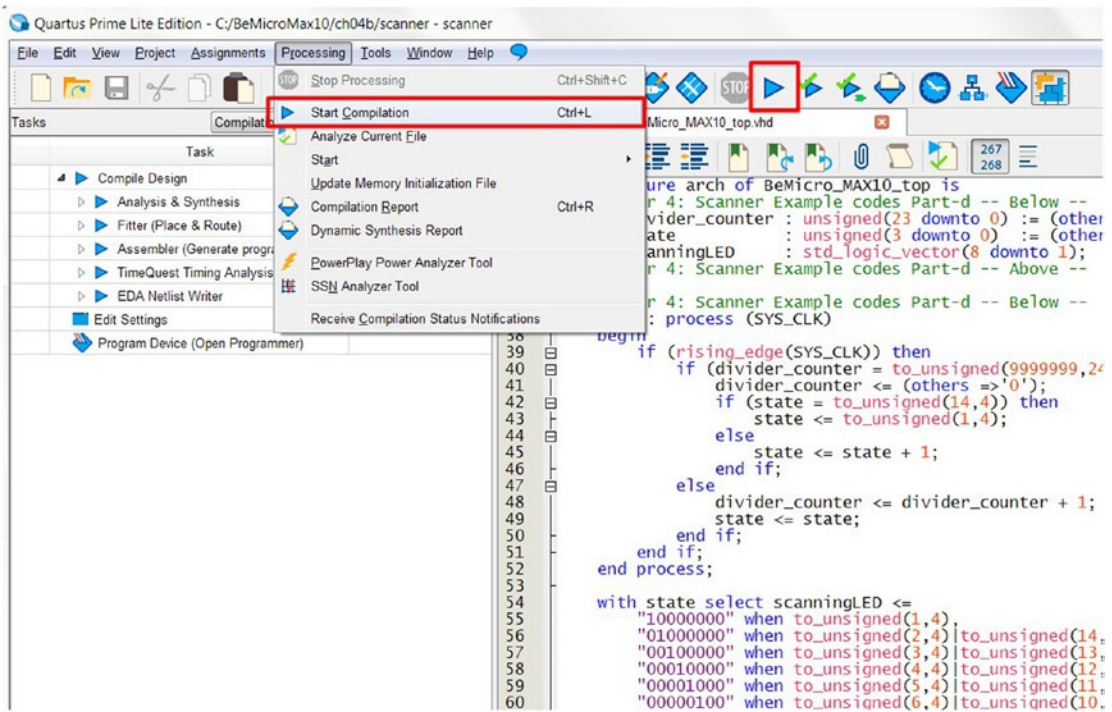 Quartus Prime Lite Edition - C:/BeMicroMax10/ch04b/scanner - scanner
File Edit View Project Assignments Processing Tools Window Help
Stop Processing Ctrl+Shift+C
Start Compilation Ctrl+L
Analyze Current File
Start
Update Memory Initialization File
Compilation Report Ctrl+R
Dynamic Synthesis Report
PowerPlay Power Analyzer Tool
SSN Analyzer Tool
Receive Compilation Status Notifications
STOP
Tasks Compilatio
Task
Compile Design
Analysis & Synthesis
Fitter (Place & Route)
Assembler (Generate progra
TimeQuest Timing Analysis
EDA Netlist Writer
Edit Settings
Program Device (Open Programmer)
Micro_MAX10_top.vhd
267
268
ure arch of BeMicro_MAX10_top is
r 4: Scanner Example codes Part-d -- Below --
vider_counter : unsigned(23 downto 0) := (other
ate : unsigned(3 downto 0) := (other
anningLED : std_logic_vector(8 downto 1);
r 4: Scanner Example codes Part-d -- Above --
r 4: Scanner Example codes Part-d -- Below --
: process (SYS_CLK)
38 begin
39 if (rising_edge(SYS_CLK)) then
40 if (divider_counter = to_unsigned(9999999,24
41 divider_counter <= (others =>'0');
42 if (state = to_unsigned(14,4)) then
43 state <= to_unsigned(1,4);
44 else
45 state <= state + 1;
46 end if;
47 else
48 divider_counter <= divider_counter + 1;
49 state <= state;
50 end if;
51 end if;
52 end process;
53
54 with state select scanningLED <=
55 "10000000" when to_unsigned(1,4),
56 "01000000" when to_unsigned(2,4)|to_unsigned(14,
57 "00100000" when to_unsigned(3,4)|to_unsigned(13,
58 "00010000" when to_unsigned(4,4)|to_unsigned(12,
59 "00001000" when to_unsigned(5,4)|to_unsigned(11,
60 "00000100" when to_unsigned(6,4)|to_unsigned(10,